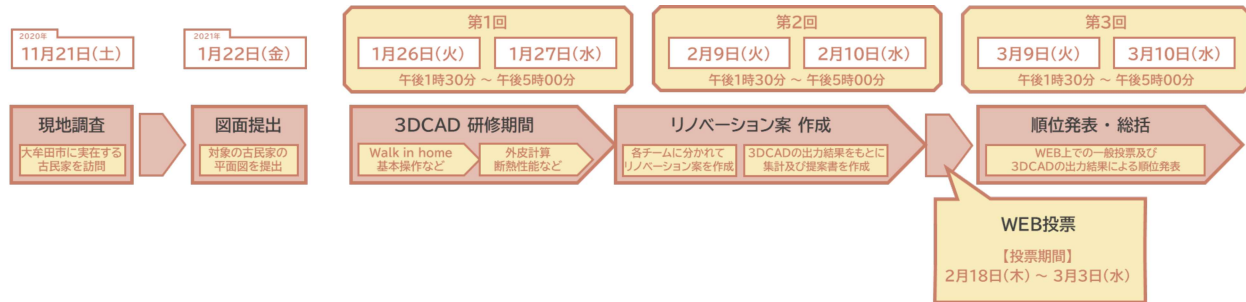 2020年
11月21日(土)
現地調査
大牟田市に実在する
古民家を訪問
2021年
1月22日(金)
図面提出
対象の古民家の
平面図を提出
第1回
1月26日(火)
1月27日(水)
午後1時30分 ～ 午後5時00分
3DCAD 研修期間
Walk in home
基本操作など
外皮計算
断熱性能など
第2回
2月9日(火)
2月10日(水)
午後1時30分 ～ 午後5時00分
リノベーション案 作成
各チームに分かれて
リノベーション案を作成
3DCADの出力結果をもとに
集計及び提案書を作成
WEB投票
【投票期間】
2月18日(木) ～ 3月3日(水)
第3回
3月9日(火)
3月10日(水)
午後1時30分 ～ 午後5時00分
順位発表・総括
WEB上での一般投票及び
3DCADの出力結果による順位発表